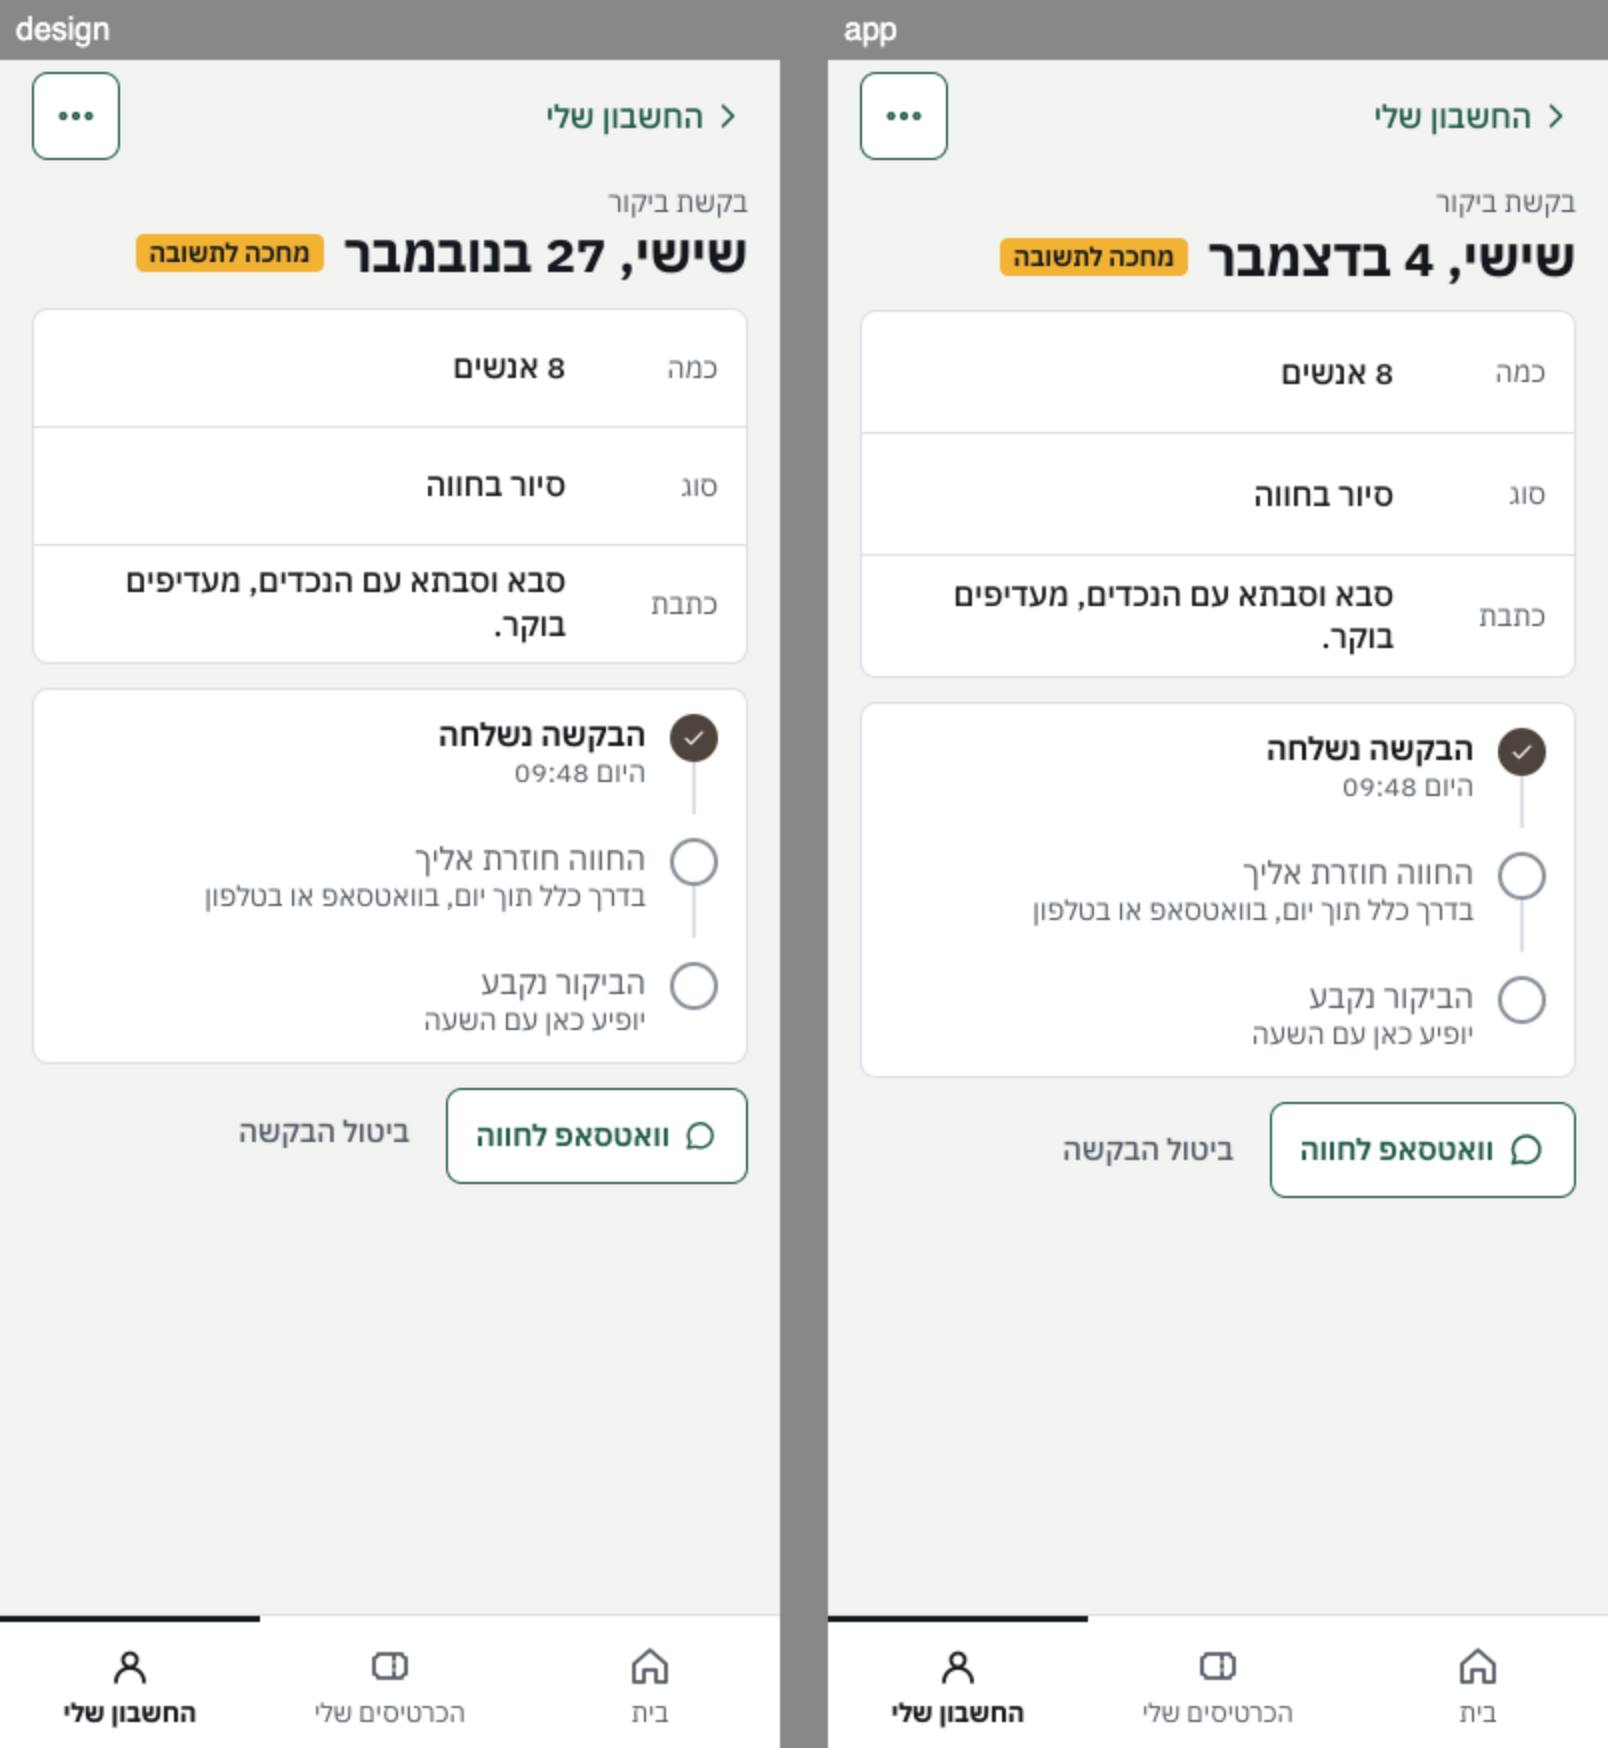 design
החשבון שלי
בקשת ביקור
שישי, 27 בנובמבר
מחכה לתשובה
כמה
8 אנשים
סוג
סיור בחווה
כתבת
סבא וסבתא עם הנכדים, מעדיפים
בוקר.
הבקשה נשלחה
היום 09:48
החווה חוזרת אליך
בדרך כלל תוך יום, בוואטסאפ או בטלפון
הביקור נקבע
יופיע כאן עם השעה
וואטסאפ לחווה
ביטול הבקשה
בית
הכרטיסים שלי
החשבון שלי
app
החשבון שלי
בקשת ביקור
שישי, 4 בדצמבר
מחכה לתשובה
כמה
8 אנשים
סוג
סיור בחווה
כתבת
סבא וסבתא עם הנכדים, מעדיפים
בוקר.
הבקשה נשלחה
היום 09:48
החווה חוזרת אליך
בדרך כלל תוך יום, בוואטסאפ או בטלפון
הביקור נקבע
יופיע כאן עם השעה
וואטסאפ לחווה
ביטול הבקשה
בית
הכרטיסים שלי
החשבון שלי